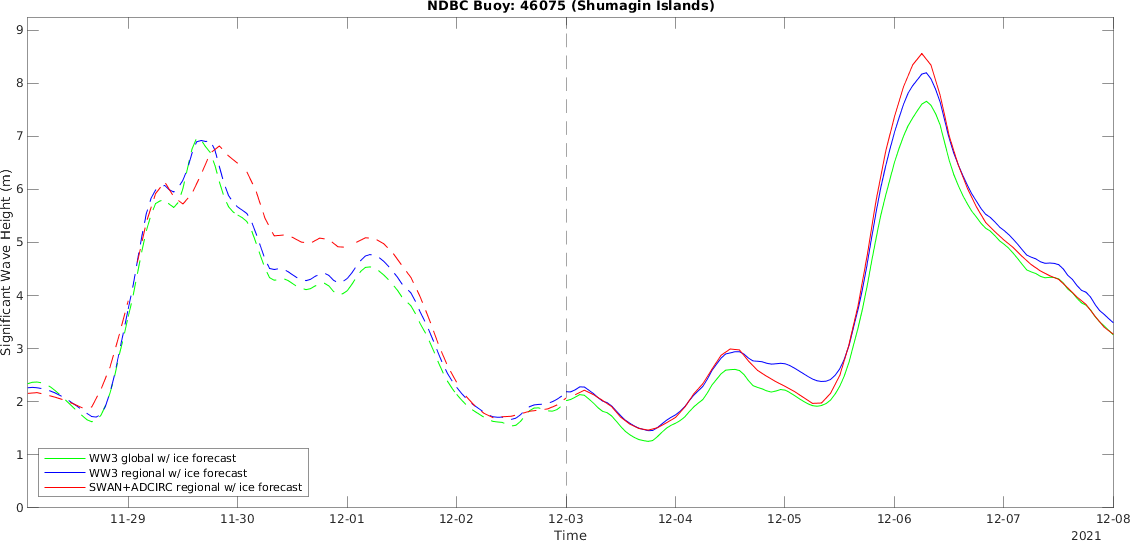 NDBC Buoy: 46075 (Shumagin Islands)
9
8
7
6
5
4
3
2
1
0
Significant Wave Height (m)
WW3 global w/ ice forecast
WW3 regional w/ ice forecast
SWAN+ADCIRC regional w/ ice forecast
11-29 11-30 12-01 12-02 12-03 12-04 12-05 12-06 12-07 12-08
Time
2021